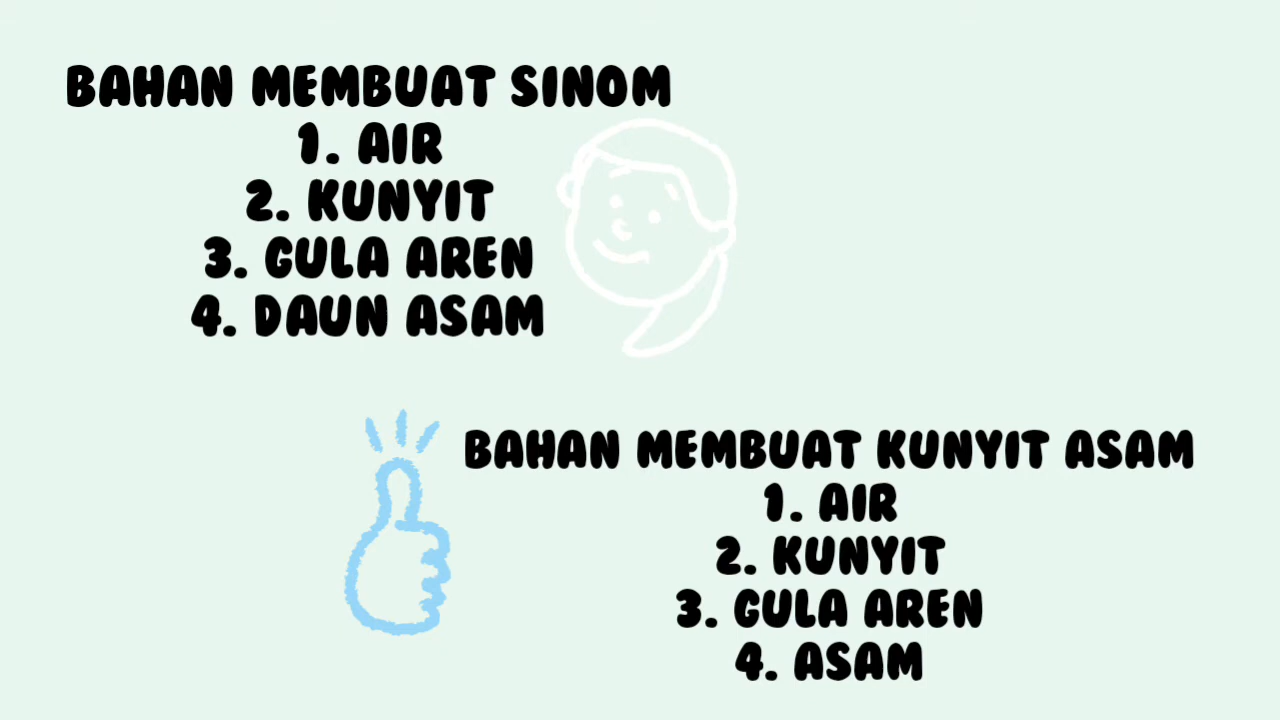 BAHAN MEMBUAT SINOM
1. AIR
2. KUNYIT
3. GULA AREN
4. DAUN ASAM
BAHAN MEMBUAT KUNYIT ASAM
1. AIR
2. KUNYIT
3. GULA AREN
4. ASAM